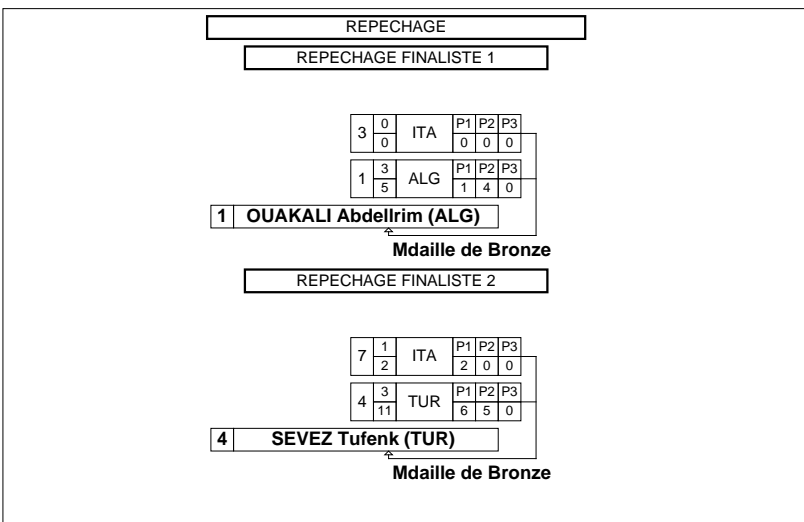 REPECHAGE
REPECHAGE FINALISTE 1
3 0 ITA P1 P2 P3
0 0 0 0
1 3 ALG P1 P2 P3
5 1 4 0
1 OUAKALI Abdellrim (ALG)
Mdaille de Bronze
REPECHAGE FINALISTE 2
7 1 ITA P1 P2 P3
2 2 0 0
4 3 TUR P1 P2 P3
11 6 5 0
4 SEVEZ Tufenk (TUR)
Mdaille de Bronze